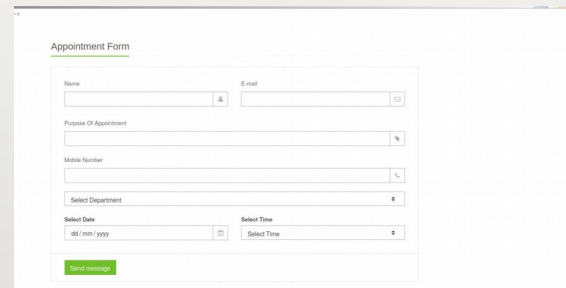 -->
Appointment Form
Name E-mail
Purpose Of Appointment
Mobile Number
Select Department
Select Date Select Time
dd / mm / yyyy Select Time
Send message